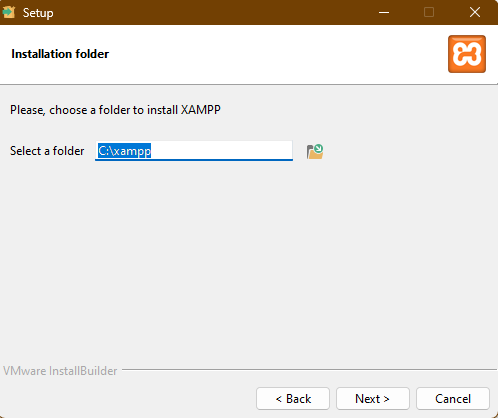 Setup
Installation folder
Please, choose a folder to install XAMPP
Select a folder C:\xampp
VMware InstallBuilder
< Back Next > Cancel